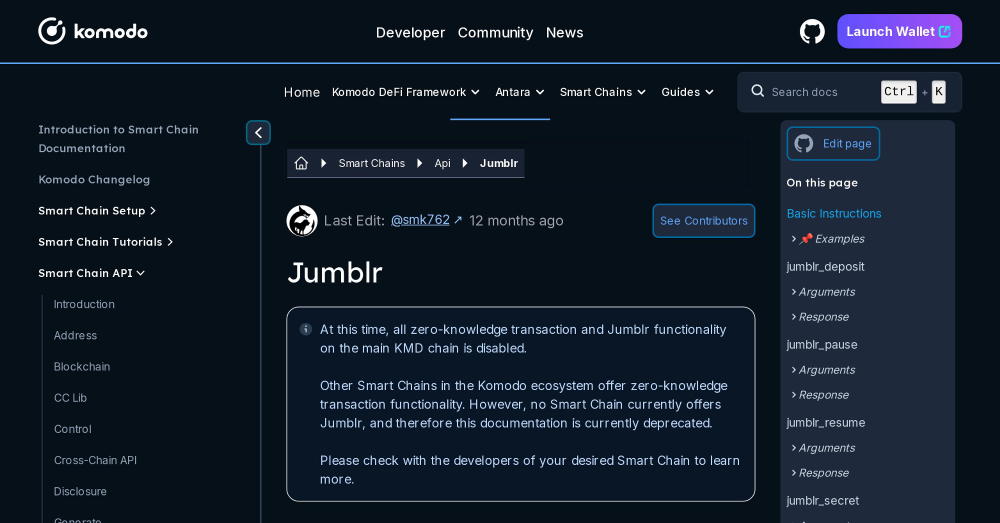 komodo
Developer Community News
Launch Wallet
Home Komodo DeFi Framework Antara Smart Chains Guides
Search docs Ctrl + K
Introduction to Smart Chain
Documentation
Komodo Changelog
Smart Chain Setup
Smart Chain Tutorials
Smart Chain API
Introduction
Address
Blockchain
CC Lib
Control
Cross-Chain API
Disclosure
Generate
Smart Chains Api Jumblr
Last Edit: @smk762 ↗ 12 months ago
See Contributors
Jumblr
At this time, all zero-knowledge transaction and Jumblr functionality
on the main KMD chain is disabled.
Other Smart Chains in the Komodo ecosystem offer zero-knowledge
transaction functionality. However, no Smart Chain currently offers
Jumblr, and therefore this documentation is currently deprecated.
Please check with the developers of your desired Smart Chain to learn
more.
Edit page
On this page
Basic Instructions
📌 Examples
jumblr_deposit
Arguments
Response
jumblr_pause
Arguments
Response
jumblr_resume
Arguments
Response
jumblr_secret